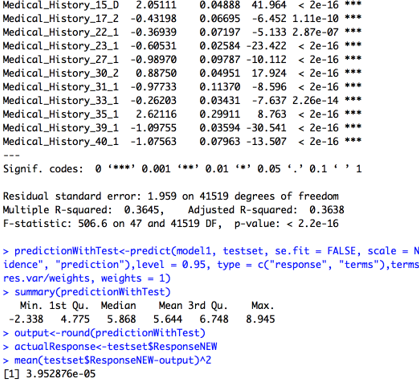 Medical_History_15_D 2.05111 0.04888 41.964 < 2e-16 ***
Medical_History_17_2 -0.43198 0.06695 -6.452 1.11e-10 ***
Medical_History_22_1 -0.36939 0.07197 -5.133 2.87e-07 ***
Medical_History_23_1 -0.60531 0.02584 -23.422 < 2e-16 ***
Medical_History_27_1 -0.98970 0.09787 -10.112 < 2e-16 ***
Medical_History_30_2 0.88750 0.04951 17.924 < 2e-16 ***
Medical_History_31_1 -0.97733 0.11370 -8.596 < 2e-16 ***
Medical_History_33_1 -0.26203 0.03431 -7.637 2.26e-14 ***
Medical_History_35_1 2.62116 0.29911 8.763 < 2e-16 ***
Medical_History_39_1 -1.09755 0.03594 -30.541 < 2e-16 ***
Medical_History_40_1 -1.07563 0.07963 -13.507 < 2e-16 ***
---
Signif. codes: 0 ‘***’ 0.001 ‘**’ 0.01 ‘*’ 0.05 ‘.’ 0.1 ‘ ’ 1
Residual standard error: 1.959 on 41519 degrees of freedom
Multiple R-squared: 0.3645, Adjusted R-squared: 0.3638
F-statistic: 506.6 on 47 and 41519 DF, p-value: < 2.2e-16
> predictionWithTest<-predict(model1, testset, se.fit = FALSE, scale = N
idence", "prediction"),level = 0.95, type = c("response", "terms"),terms
res.var/weights, weights = 1)
> summary(predictionWithTest)
Min. 1st Qu. Median Mean 3rd Qu. Max.
-2.338 4.775 5.868 5.644 6.748 8.945
> output<-round(predictionWithTest)
> actualResponse<-testset$ResponseNEW
> mean(testset$ResponseNEW-output)^2
[1] 3.952876e-05